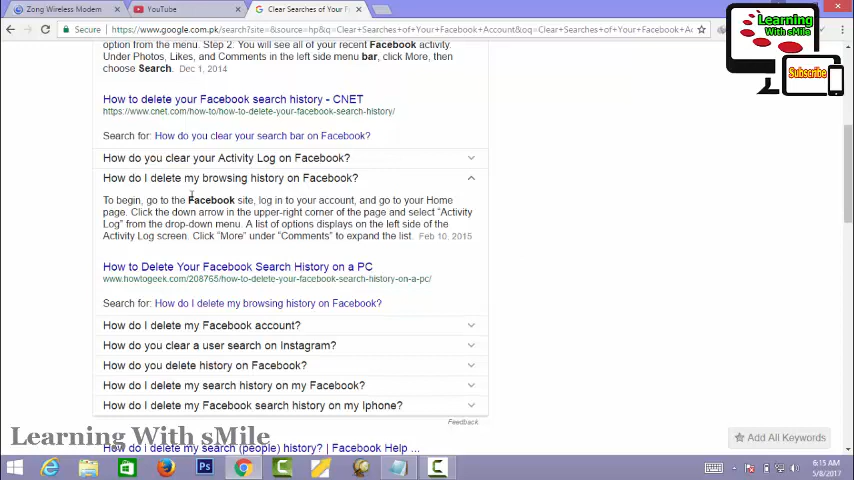 Zong Wireless Modem
YouTube
Clear Searches of Your F
Secure
https://www.google.com.pk/search?site=&source=hp&q=Clear+Searches+of+Your+Facebook+Account&oq=Clear+Searches+of+Your+Facebook+A
Learning
With sMile
Subscribe
option from the menu. Step 2: You will see all of your recent Facebook activity.
Under Photos, Likes, and Comments in the left side menu bar, click More, then
choose Search. Dec 1, 2014
How to delete your Facebook search history - CNET
https://www.cnet.com/how-to/how-to-delete-your-facebook-search-history/
Search for: How do you clear your search bar on Facebook?
How do you clear your Activity Log on Facebook?
How do I delete my browsing history on Facebook?
To begin, go to the Facebook site, log in to your account, and go to your Home
page. Click the down arrow in the upper-right corner of the page and select “Activity
Log” from the drop-down menu. A list of options displays on the left side of the
Activity Log screen. Click “More” under “Comments” to expand the list. Feb 10, 2015
How to Delete Your Facebook Search History on a PC
www.howtogeek.com/208765/how-to-delete-your-facebook-search-history-on-a-pc/
Search for: How do I delete my browsing history on Facebook?
How do I delete my Facebook account?
How do you clear a user search on Instagram?
How do you delete history on Facebook?
How do I delete my search history on my Facebook?
How do I delete my Facebook search history on my Iphone?
Feedback
Add All Keywords
Learning With sMile
How do i delete my search (people) history? | Facebook Help ...
Ps
6:15 AM
5/8/2017